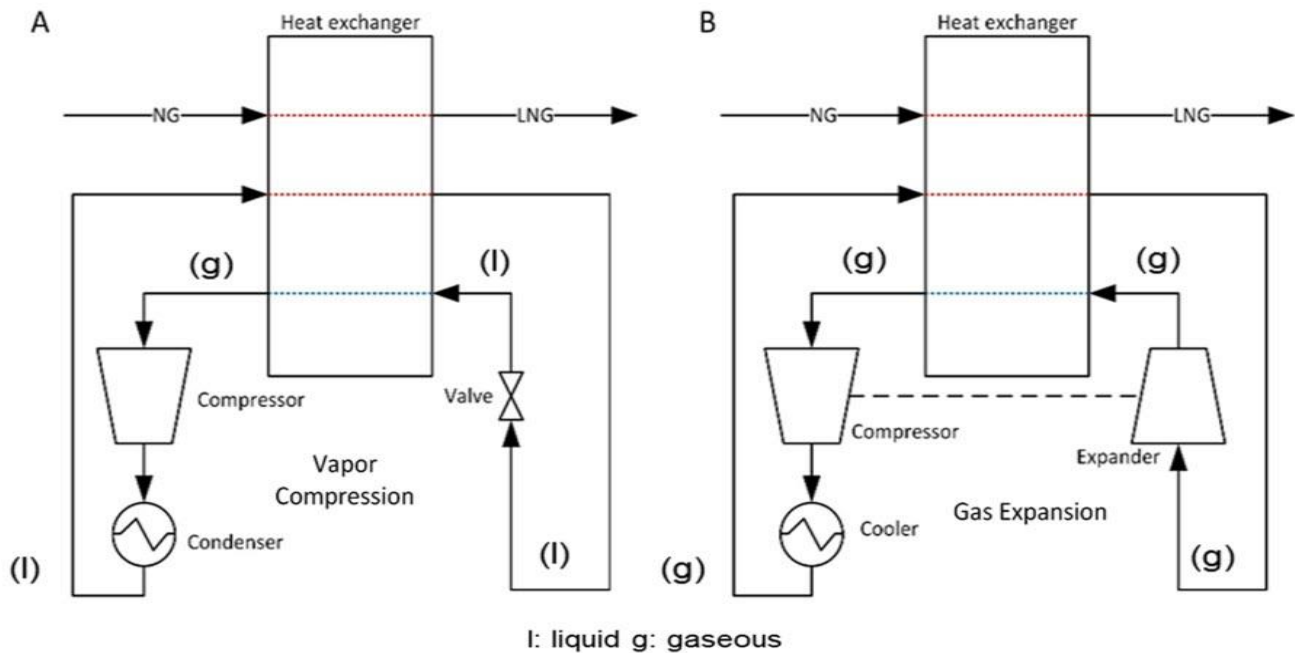 A
Heat exchanger
NG
LNG
(g)
(l)
Compressor
Valve
Vapor
Compression
Condenser
(l)
(l)
B
Heat exchanger
NG
LNG
(g)
(g)
Compressor
Expander
Gas Expansion
Cooler
(g)
(g)
l: liquid g: gaseous